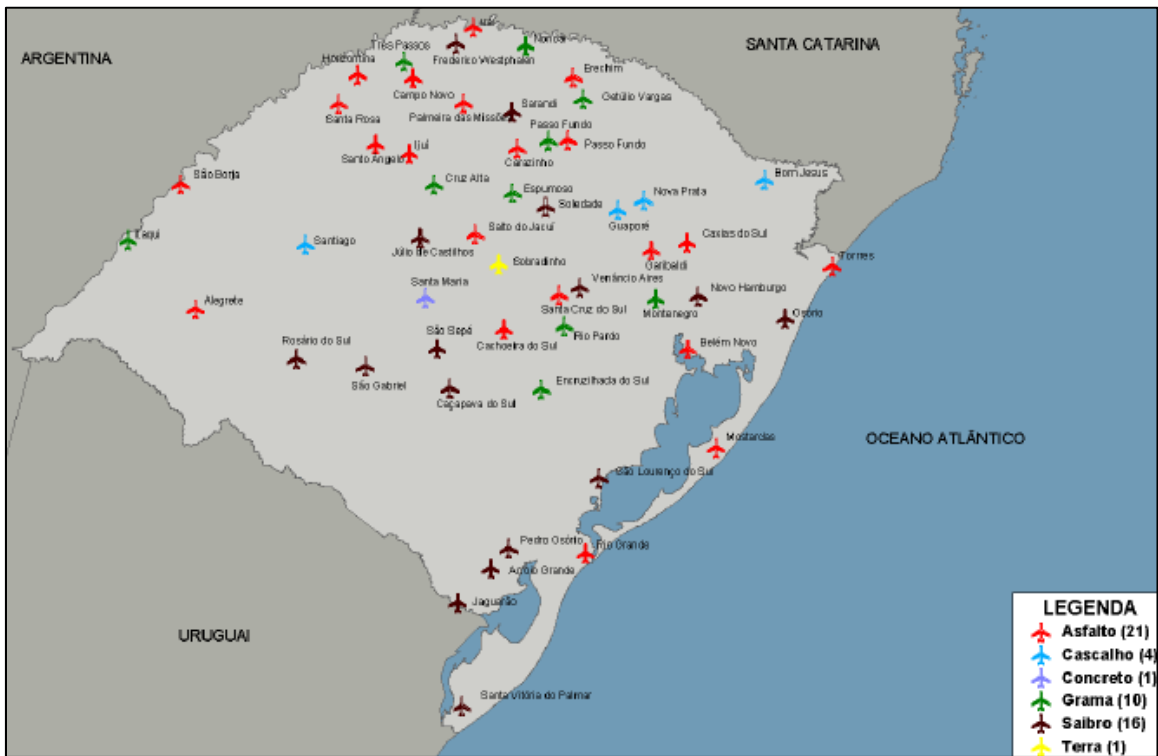 Iraí
ARGENTINA
SANTA CATARINA
Três Passos
Nonoai
Frederico Westphalen
Horizontina
Erechim
Campo Novo
Getúlio Vargas
Santa Rosa
Palmeira das Missões
Sarandi
Passo Fundo
Passo Fundo
Santo Angelo
Ijuí
Carazinho
São Borja
Cruz Alta
Bom Jesus
Espumoso
Nova Prata
Soledade
Guaporé
Itaqui
Santiago
Salto do Jacuí
Caxias do Sul
Júlio de Castilhos
Garibaldi
Torres
Sobradinho
Santa Maria
Venâncio Aires
Novo Hamburgo
Alegrete
Santa Cruz do Sul
Montenegro
Osório
São Sepé
Cachoeira do Sul
Rio Pardo
Rosário do Sul
Belém Novo
São Gabriel
Caçapava do Sul
Encruzilhada do Sul
Mostardas
OCEANO ATLÂNTICO
São Lourenço do Sul
Pedro Osório
Rio Grande
Arroio Grande
Jaguarão
URUGUAI
Santa Vitória do Palmar
LEGENDA
Asfalto (21)
Cascalho (4)
Concreto (1)
Grama (10)
Saibro (16)
Terra (1)